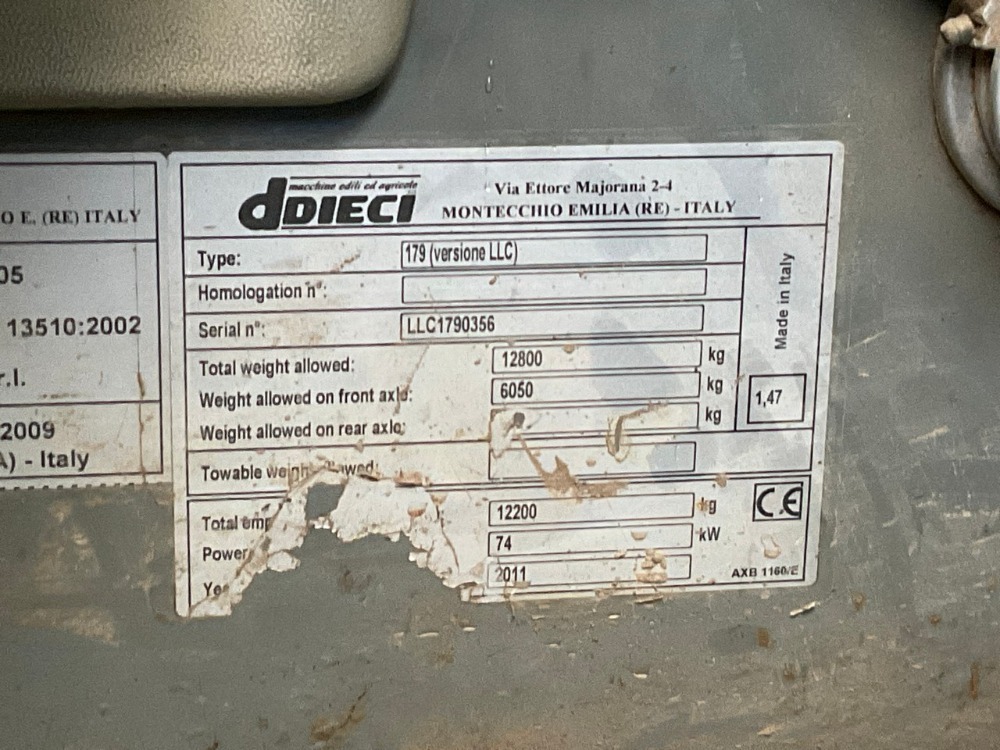 O E. (RE) ITALY
05
13510:2002
r.l.
2009
A) - Italy
macchine edili ed agricole
dDIECI
Via Ettore Majorana 2-4
MONTECCHIO EMILIA (RE) - ITALY
Type: 179 (versione LLC)
Homologation n°:
Serial n°: LLC1790356
Made in Italy
Total weight allowed: 12800 kg
Weight allowed on front axle: 6050 kg
1,47
Weight allowed on rear axle: kg
Towable
Total 12200 kg
CE
Power 74 kW
2011
AXB 1160/E